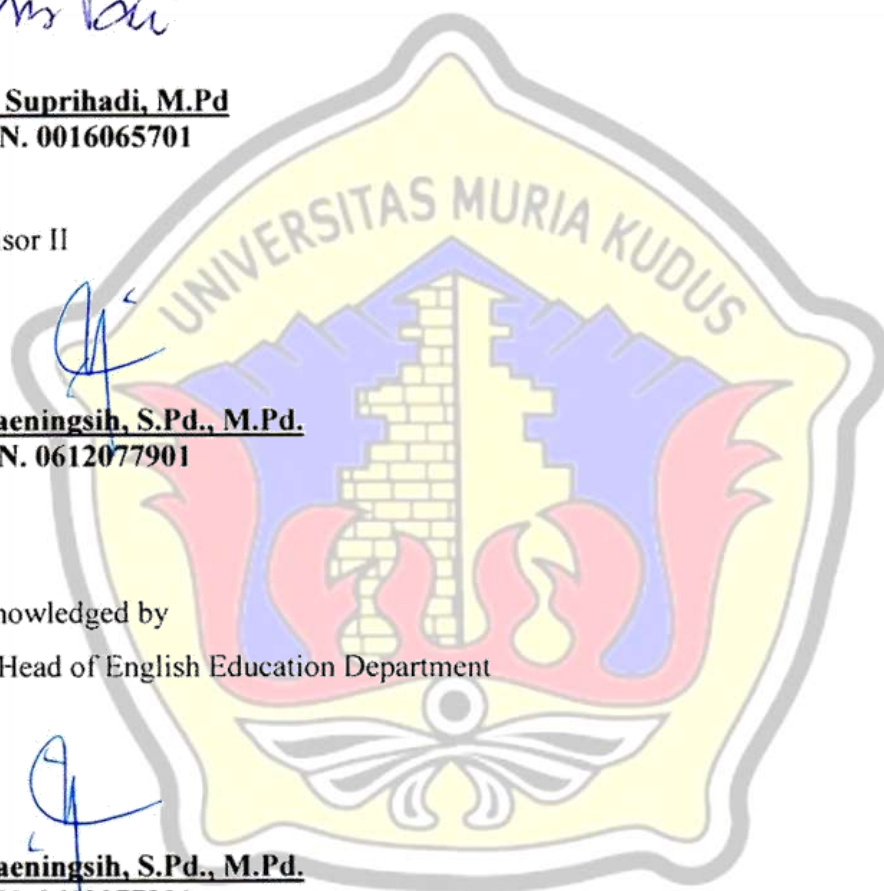 Suprihadi, M.Pd
N. 0016065701
UNIVERSITAS MURIA KUDUS
sor II
aeningsih, S.Pd., M.Pd.
N. 0612077901
nowledged by
Head of English Education Department
aeningsih, S.Pd., M.Pd.